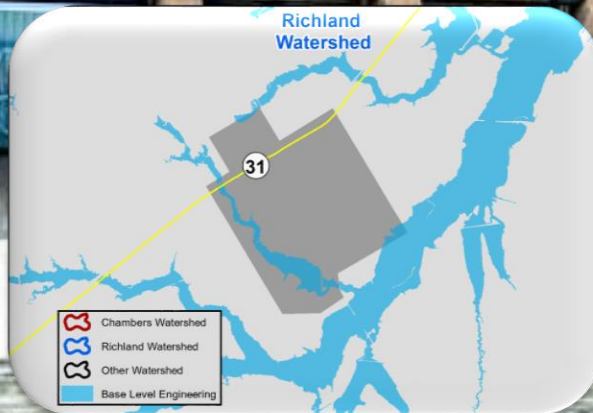 Richland
Watershed
31
Chambers Watershed
Richland Watershed
Other Watershed
Base Level Engineering